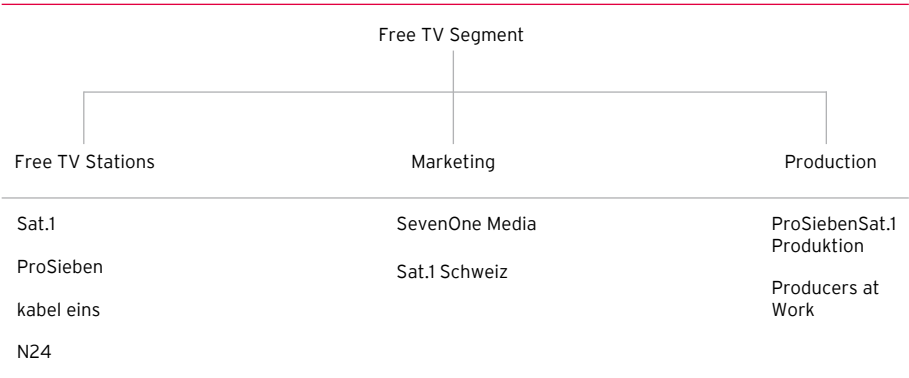 Free TV Segment
Free TV Stations
Marketing
Production
Sat.1
ProSieben
kabel eins
N24
SevenOne Media
Sat.1 Schweiz
ProSiebenSat.1
Produktion
Producers at
Work